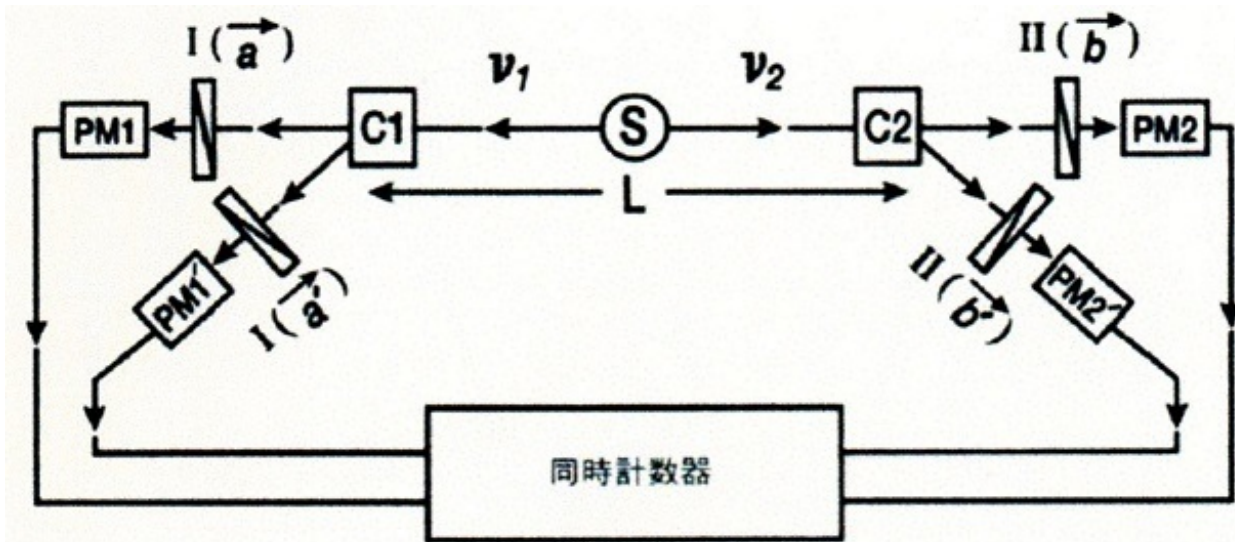 I (a→)
ν1
ν2
II (b→)
PM1
C1
S
C2
PM2
L
PM1′
I (a′→)
II (b′→)
PM2′
同時計数器